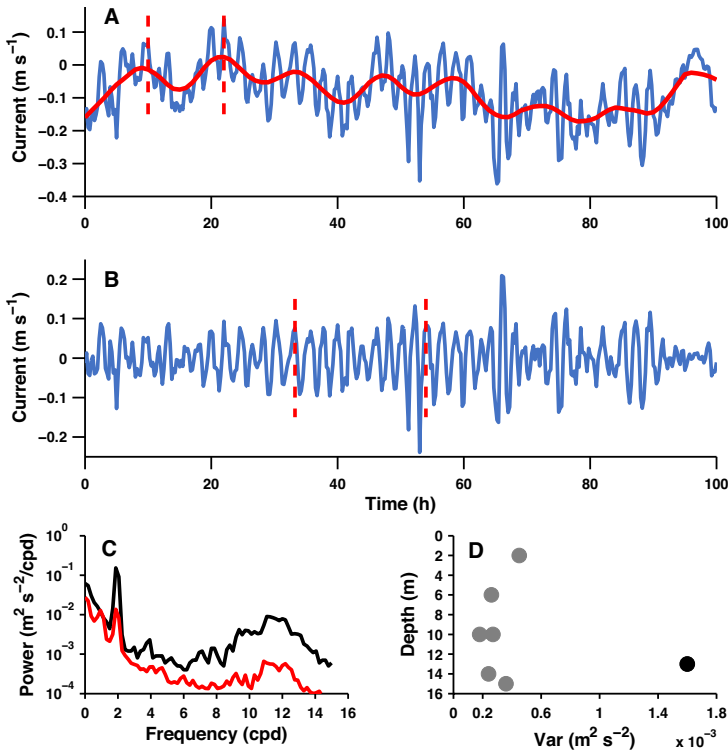 A
Current (m s⁻¹)
0.1
0
−0.1
−0.2
−0.3
−0.4
0 20 40 60 80 100
B
Current (m s⁻¹)
0.2
0.1
0
−0.1
−0.2
0 20 40 60 80 100
Time (h)
C
Power (m² s⁻²/cpd)
10⁰
10⁻¹
10⁻²
10⁻³
10⁻⁴
0 2 4 6 8 10 12 14 16
Frequency (cpd)
D
Depth (m)
0
2
4
6
8
10
12
14
16
0 0.2 0.6 1 1.4 1.8
Var (m² s⁻²)
x 10⁻³